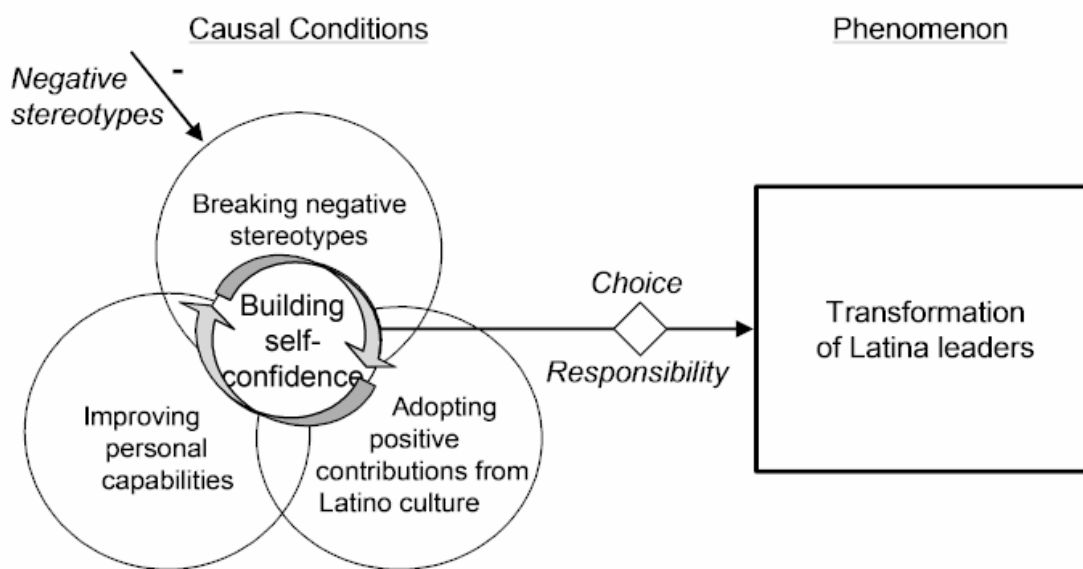 Causal Conditions
Phenomenon
Negative
stereotypes
-
Breaking negative
stereotypes
Building
self-
confidence
Choice
Responsibility
Transformation
of Latina leaders
Improving
personal
capabilities
Adopting
positive
contributions from
Latino culture